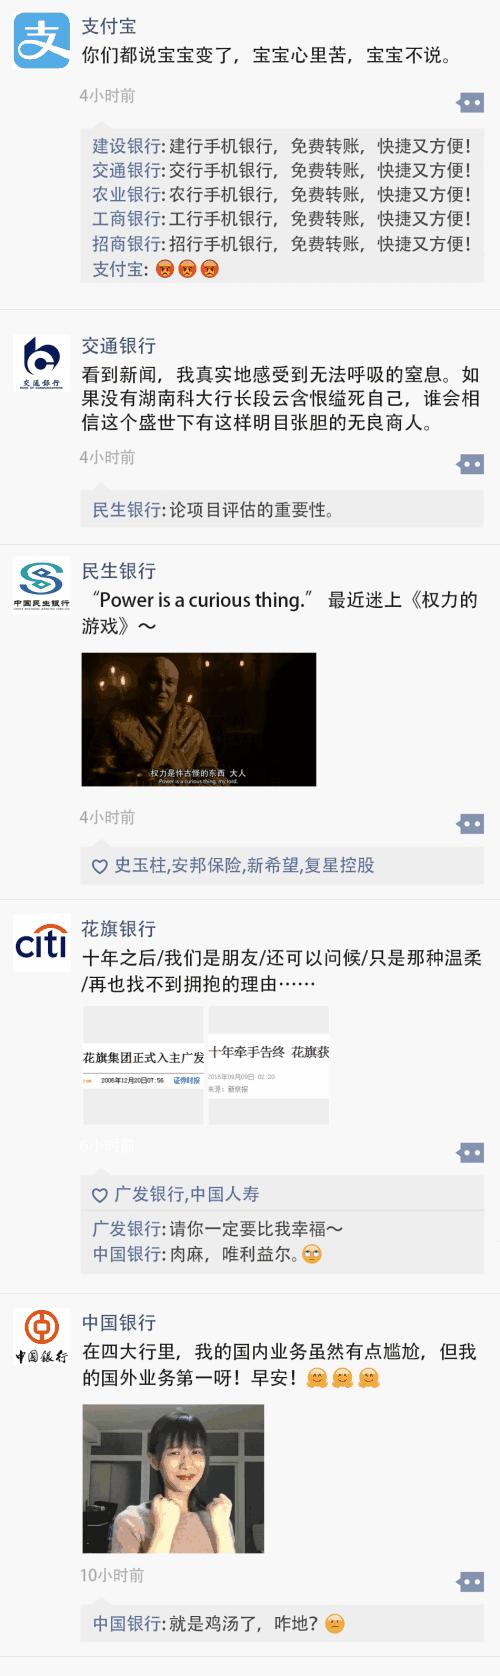 支付宝
你们都说宝宝变了，宝宝心里苦，宝宝不说。
4小时前
建设银行:建行手机银行，免费转账，快捷又方便！
交通银行:交行手机银行，免费转账，快捷又方便！
农业银行:农行手机银行，免费转账，快捷又方便！
工商银行:工行手机银行，免费转账，快捷又方便！
招商银行:招行手机银行，免费转账，快捷又方便！
支付宝: 😡😡😡
交通银行
交通银行
看到新闻，我真实地感受到无法呼吸的窒息。如
果没有湖南科大行长段云含恨缢死自己，谁会相
信这个盛世下有这样明目张胆的无良商人。
4小时前
民生银行:论项目评估的重要性。
民生银行
中国民生银行
“Power is a curious thing.” 最近迷上《权力的
游戏》～
权力是件古怪的东西 大人
Power is a curious thing, my lord.
4小时前
史玉柱,安邦保险,新希望,复星控股
citi
花旗银行
十年之后/我们是朋友/还可以问候/只是那种温柔
/再也找不到拥抱的理由……
花旗集团正式入主广发
2006年12月20日07:56 证券时报
十年牵手告终 花旗获
2016年09月09日 02:20
来源：新京报
6小时前
广发银行,中国人寿
广发银行:请你一定要比我幸福～
中国银行:肉麻，唯利益尔。🙄
中国银行
中国银行
在四大行里，我的国内业务虽然有点尴尬，但我
的国外业务第一呀！早安！🤗🤗🤗
10小时前
中国银行:就是鸡汤了，咋地？😐